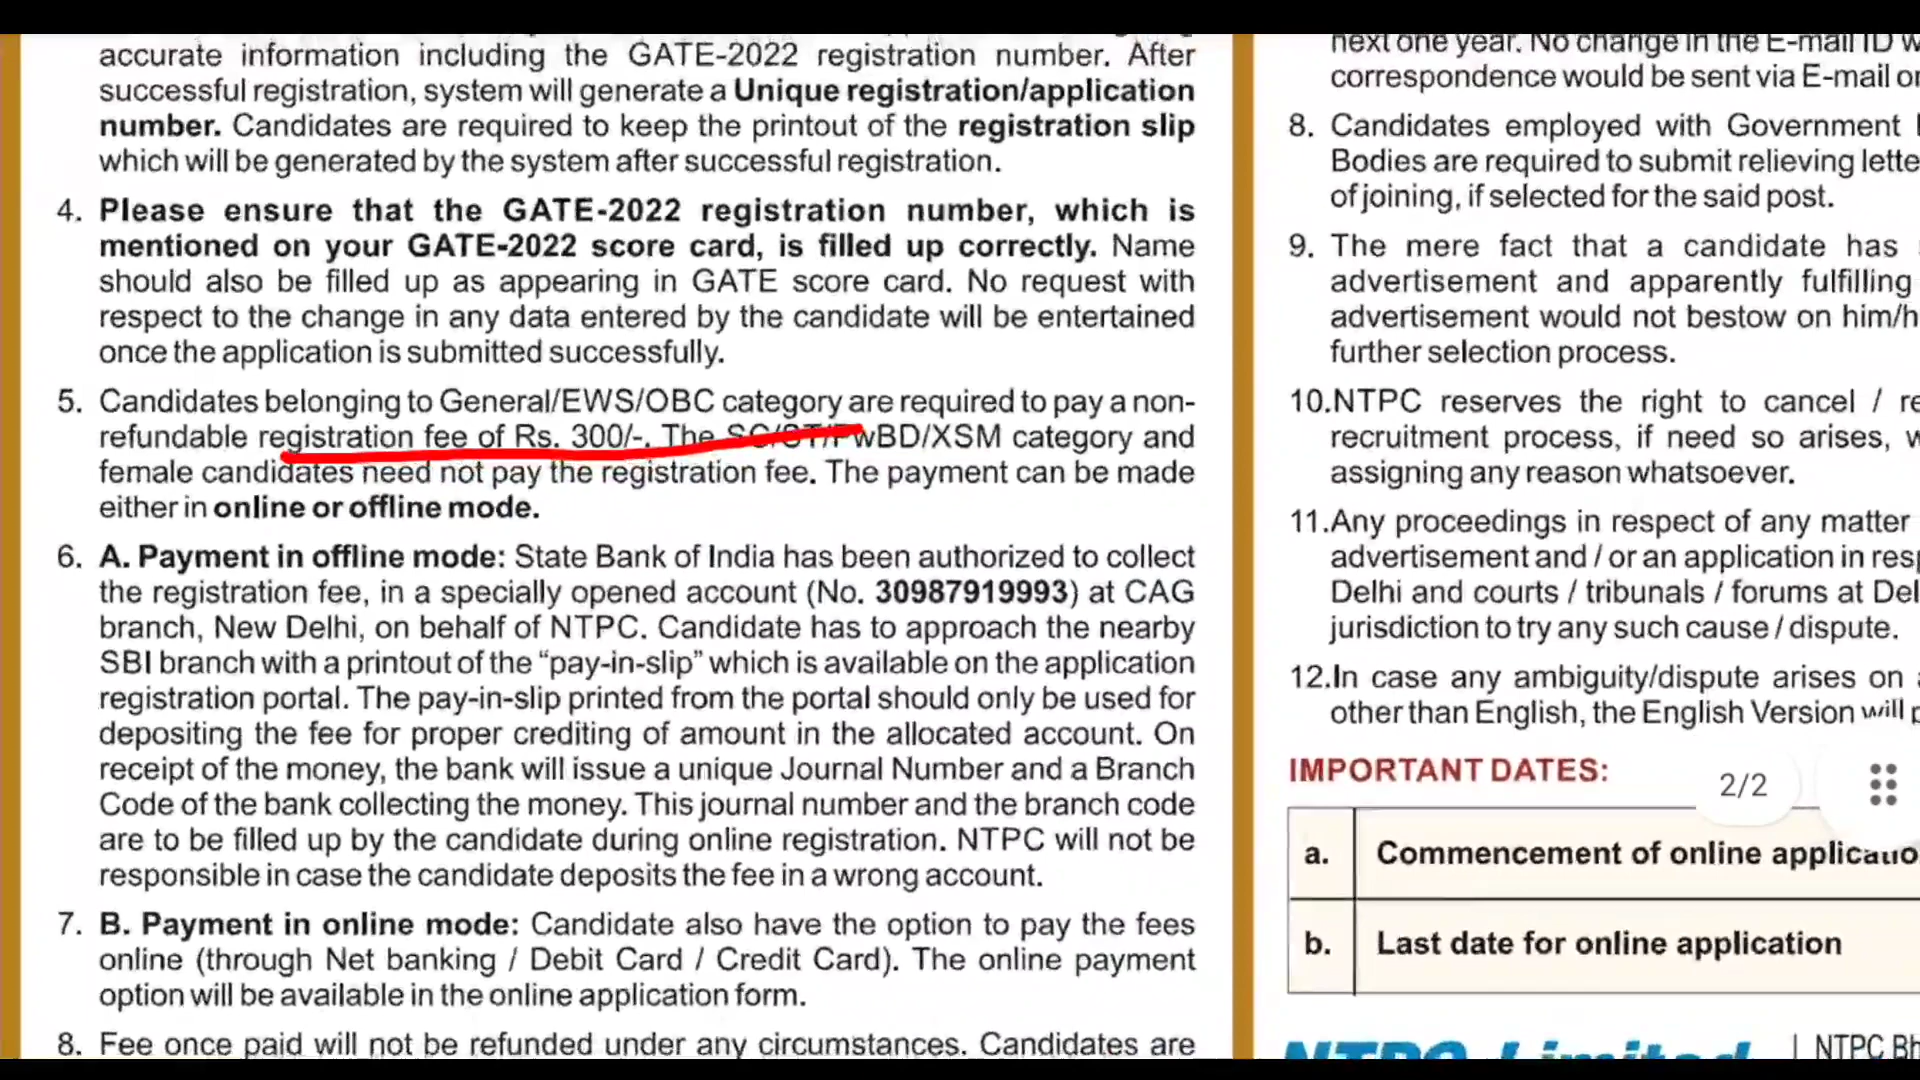 accurate information including the GATE-2022 registration number. After
successful registration, system will generate a Unique registration/application
number. Candidates are required to keep the printout of the registration slip
which will be generated by the system after successful registration.
4. Please ensure that the GATE-2022 registration number, which is
mentioned on your GATE-2022 score card, is filled up correctly. Name
should also be filled up as appearing in GATE score card. No request with
respect to the change in any data entered by the candidate will be entertained
once the application is submitted successfully.
5. Candidates belonging to General/EWS/OBC category are required to pay a non-
refundable registration fee of Rs. 300/-. The SC/ST/PwBD/XSM category and
female candidates need not pay the registration fee. The payment can be made
either in online or offline mode.
6. A. Payment in offline mode: State Bank of India has been authorized to collect
the registration fee, in a specially opened account (No. 30987919993) at CAG
branch, New Delhi, on behalf of NTPC. Candidate has to approach the nearby
SBI branch with a printout of the “pay-in-slip” which is available on the application
registration portal. The pay-in-slip printed from the portal should only be used for
depositing the fee for proper crediting of amount in the allocated account. On
receipt of the money, the bank will issue a unique Journal Number and a Branch
Code of the bank collecting the money. This journal number and the branch code
are to be filled up by the candidate during online registration. NTPC will not be
responsible in case the candidate deposits the fee in a wrong account.
7. B. Payment in online mode: Candidate also have the option to pay the fees
online (through Net banking / Debit Card / Credit Card). The online payment
option will be available in the online application form.
8. Fee once paid will not be refunded under any circumstances. Candidates are
next one year. No change in the E-mail ID
correspondence would be sent via E-mail
8. Candidates employed with Government
Bodies are required to submit relieving
of joining, if selected for the said post.
9. The mere fact that a candidate has
advertisement and apparently fulfilling
advertisement would not bestow on
further selection process.
10.NTPC reserves the right to cancel /
recruitment process, if need so arises,
assigning any reason whatsoever.
11.Any proceedings in respect of any matter
advertisement and / or an application in
Delhi and courts / tribunals / forums at
jurisdiction to try any such cause / dispute.
12.In case any ambiguity/dispute arises on
other than English, the English Version will
IMPORTANT DATES:
2/2
a. Commencement of online
b. Last date for online application
NTPC Limited
| NTPC